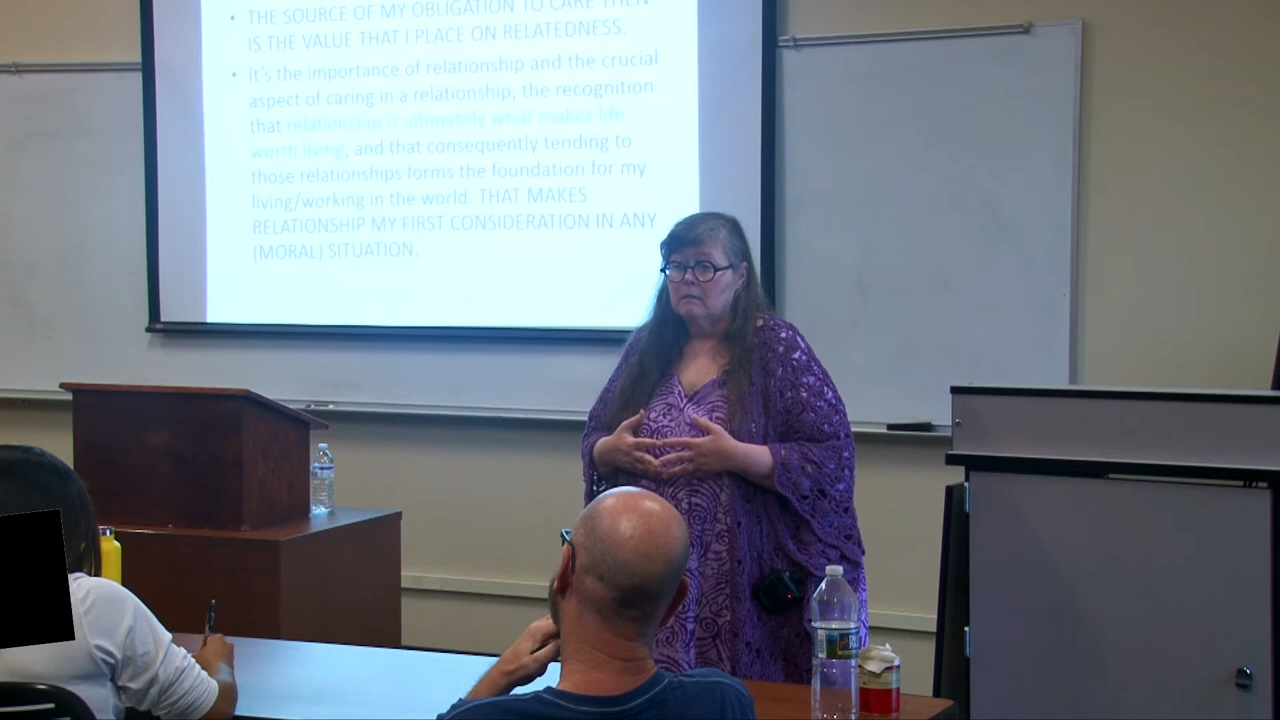 • THE SOURCE OF MY OBLIGATION TO CARE THEN
IS THE VALUE THAT I PLACE ON RELATEDNESS:
• It's the importance of relationship and the crucial
aspect of caring in a relationship, the recognition
that relationship is ultimately what makes life
worth living, and that consequently tending to
those relationships forms the foundation for my
living/working in the world. THAT MAKES
RELATIONSHIP MY FIRST CONSIDERATION IN ANY
(MORAL) SITUATION.